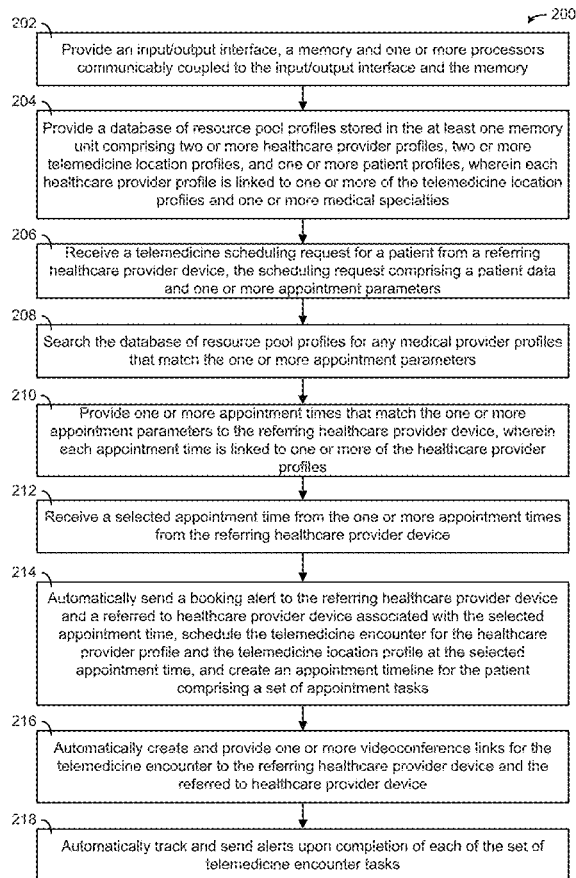 200
202
Provide an input/output interface, a memory and one or more processors
communicably coupled to the input/output interface and the memory
204
Provide a database of resource pool profiles stored in the at least one memory
unit comprising two or more healthcare provider profiles, two or more
telemedicine location profiles, and one or more patient profiles, wherein each
healthcare provider profile is linked to one or more of the telemedicine location
profiles and one or more medical specialties
206
Receive a telemedicine scheduling request for a patient from a referring
healthcare provider device, the scheduling request comprising a patient data
and one or more appointment parameters
208
Search the database of resource pool profiles for any medical provider profiles
that match the one or more appointment parameters
210
Provide one or more appointment times that match the one or more
appointment parameters to the referring healthcare provider device, wherein
each appointment time is linked to one or more of the healthcare provider
profiles
212
Receive a selected appointment time from the one or more appointment times
from the referring healthcare provider device
214
Automatically send a booking alert to the referring healthcare provider device
and a referred to healthcare provider device associated with the selected
appointment time, schedule the telemedicine encounter for the healthcare
provider profile and the telemedicine location profile at the selected
appointment time, and create an appointment timeline for the patient
comprising a set of appointment tasks
216
Automatically create and provide one or more videoconference links for the
telemedicine encounter to the referring healthcare provider device and the
referred to healthcare provider device
218
Automatically track and send alerts upon completion of each of the set of
telemedicine encounter tasks